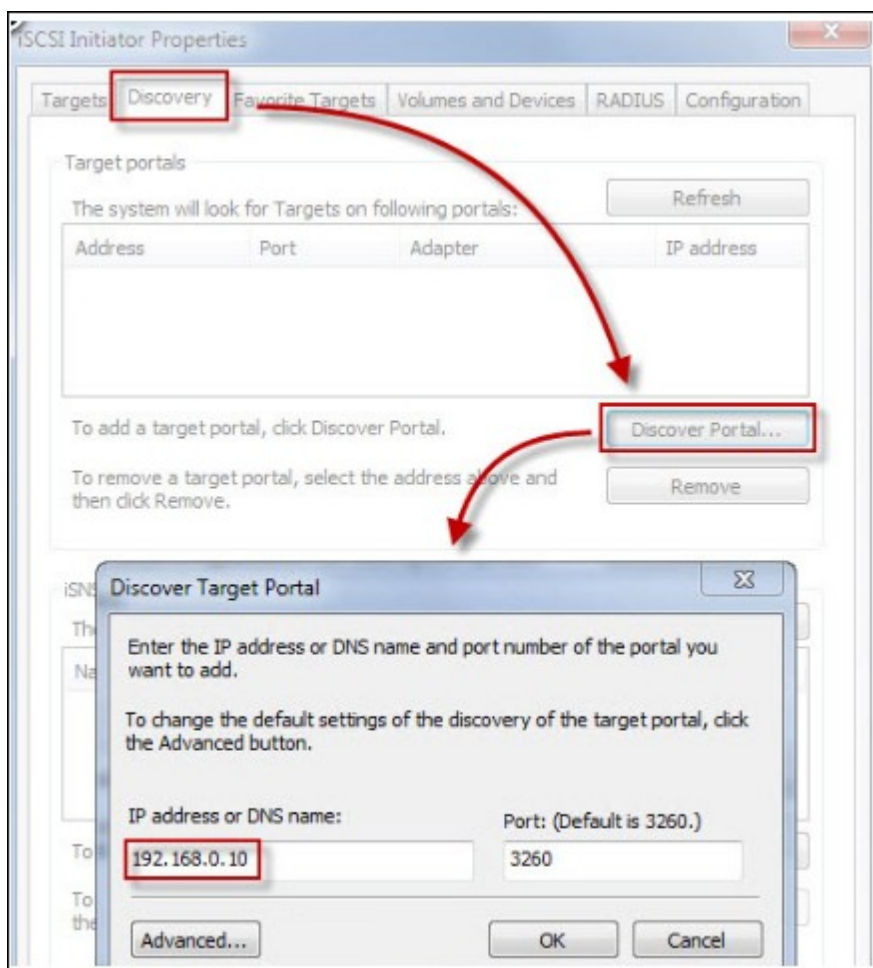 iSCSI Initiator Properties
Targets Discovery Favorite Targets Volumes and Devices RADIUS Configuration
Target portals
The system will look for Targets on following portals:
Refresh
Address Port Adapter IP address
To add a target portal, click Discover Portal.
Discover Portal...
To remove a target portal, select the address above and
then click Remove.
Remove
Discover Target Portal
Enter the IP address or DNS name and port number of the portal you
want to add.
To change the default settings of the discovery of the target portal, click
the Advanced button.
IP address or DNS name:
Port: (Default is 3260.)
192.168.0.10
3260
To
To
the
Advanced...
OK
Cancel